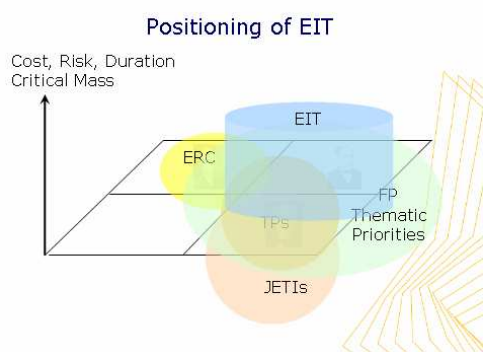 Positioning of EIT
Cost, Risk, Duration
Critical Mass
EIT
ERC
FP
Thematic
Priorities
TPs
JETIs